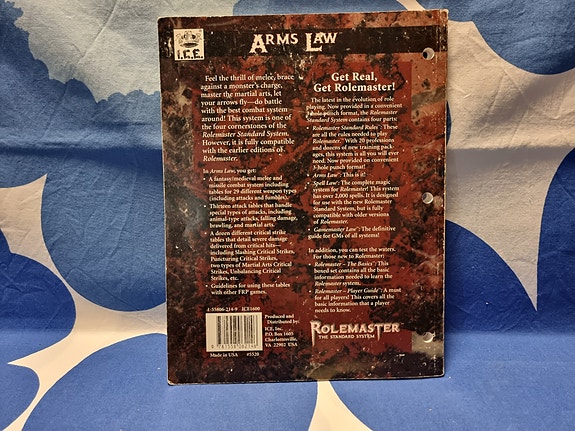 I.C.E.
ARMS LAW™
Feel the thrill of melee, brace
against a monster's charge,
master the martial arts, let
your arrows fly—do battle
with the best combat system
around! This system is one of
the four cornerstones of the
Rolemaster Standard System.
However, it is fully compatible
with the earlier editions of
Rolemaster.
In Arms Law, you get:
• A fantasy/medieval melee and
missile combat system including
tables for 29 different weapon types
(including attacks and fumbles).
• Thirteen attack tables that handle
special types of attacks, including
animal-type attacks, falling damage,
brawling, and martial arts.
• A dozen different critical strike
tables that detail severe damage
delivered from critical hits—
including Slashing Critical Strikes,
Puncturing Critical Strikes,
two types of Martial Arts Critical
Strikes, Unbalancing Critical
Strikes, etc.
• Guidelines for using these tables
with other FRP games.
1-55806-214-9 ICE1600
Made in USA #5520
Produced and
Distributed by:
ICE, Inc.
P.O. Box 1605
Charlottesville,
VA 22902 USA
Get Real,
Get Rolemaster!
The latest in the evolution of role
playing. Now provided in a convenient
3-hole punch format, the Rolemaster
Standard System contains four parts:
• Rolemaster Standard Rules™: These
are all the rules needed to play
Rolemaster.™ With 20 professions
and dozens of new training pack-
ages, this system is all you will ever
need. Now provided in convenient
3-hole punch format!
• Arms Law™: This is it!
• Spell Law™: The complete magic
system for Rolemaster! This system
has over 2,000 spells. It is designed
for use with the new Rolemaster
Standard System, but is fully
compatible with older versions
of Rolemaster.
• Gamemaster Law™: The definitive
guide for GMs of all systems!
In addition, you can test the waters.
For those new to Rolemaster:
• Rolemaster – The Basics™: This
boxed set contains all the basic
information needed to learn the
Rolemaster system.
• Rolemaster – Player Guide™: A must
for all players! This covers all the
basic information that a player
needs to know.
ROLEMASTER
THE STANDARD SYSTEM